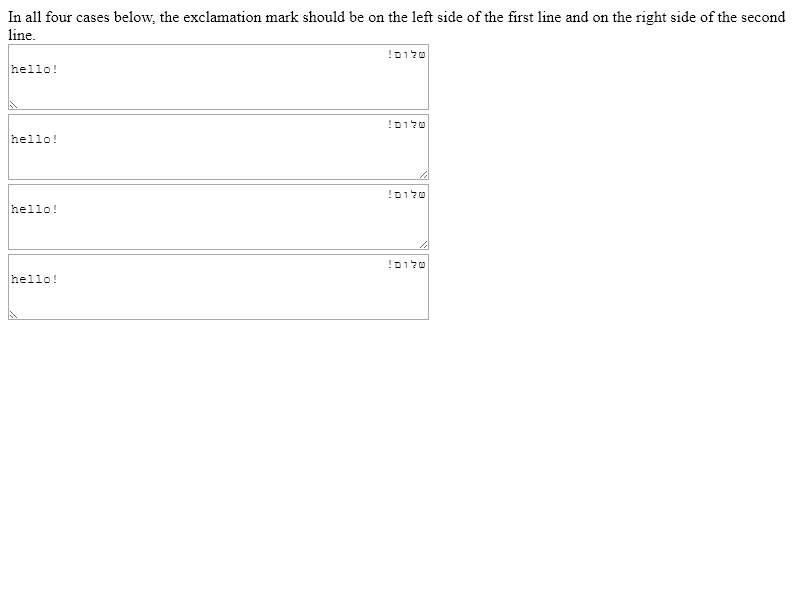 In all four cases below, the exclamation mark should be on the left side of the first line and on the right side of the second
line.
שלום!
hello!
שלום!
hello!
שלום!
hello!
שלום!
hello!